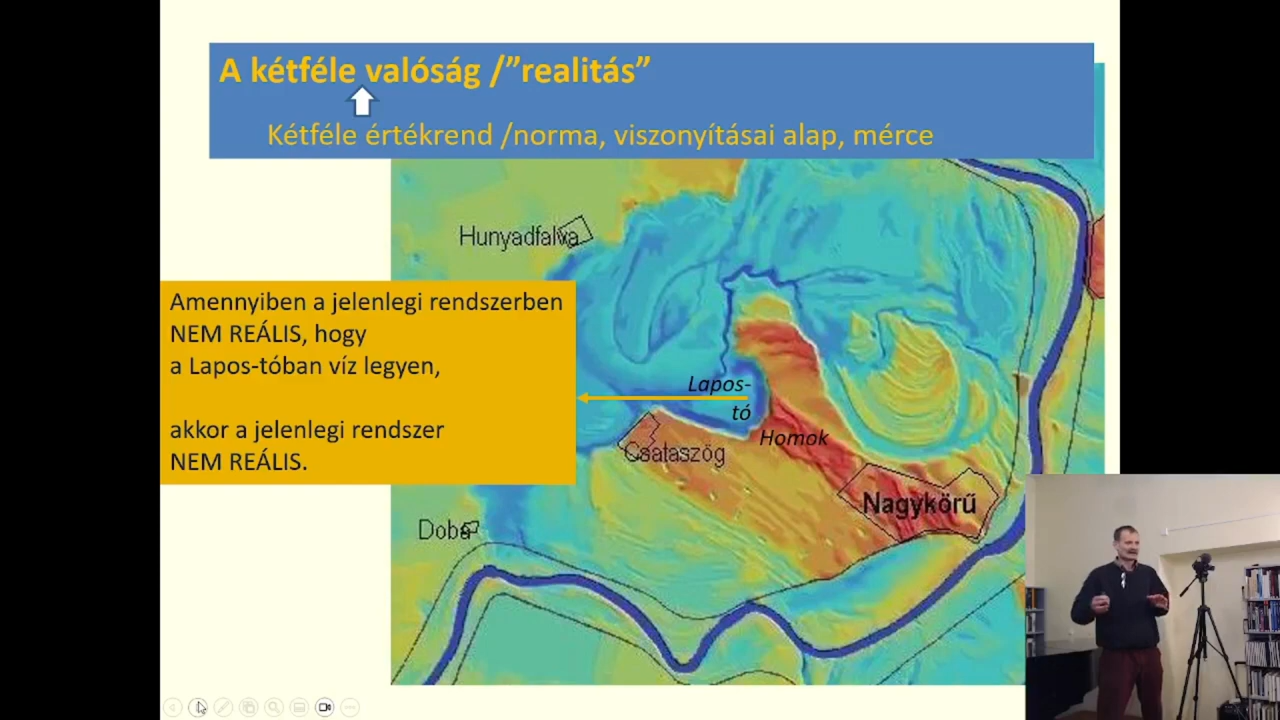 A kétféle valóság /”realitás”
Kétféle értékrend /norma, viszonyításai alap, mérce
Hunyadfalva
Amennyiben a jelenlegi rendszerben
NEM REÁLIS, hogy
a Lapos-tóban víz legyen,
akkor a jelenlegi rendszer
NEM REÁLIS.
Lapos-
tó
Homok
Csataszög
Nagykörű
Doba